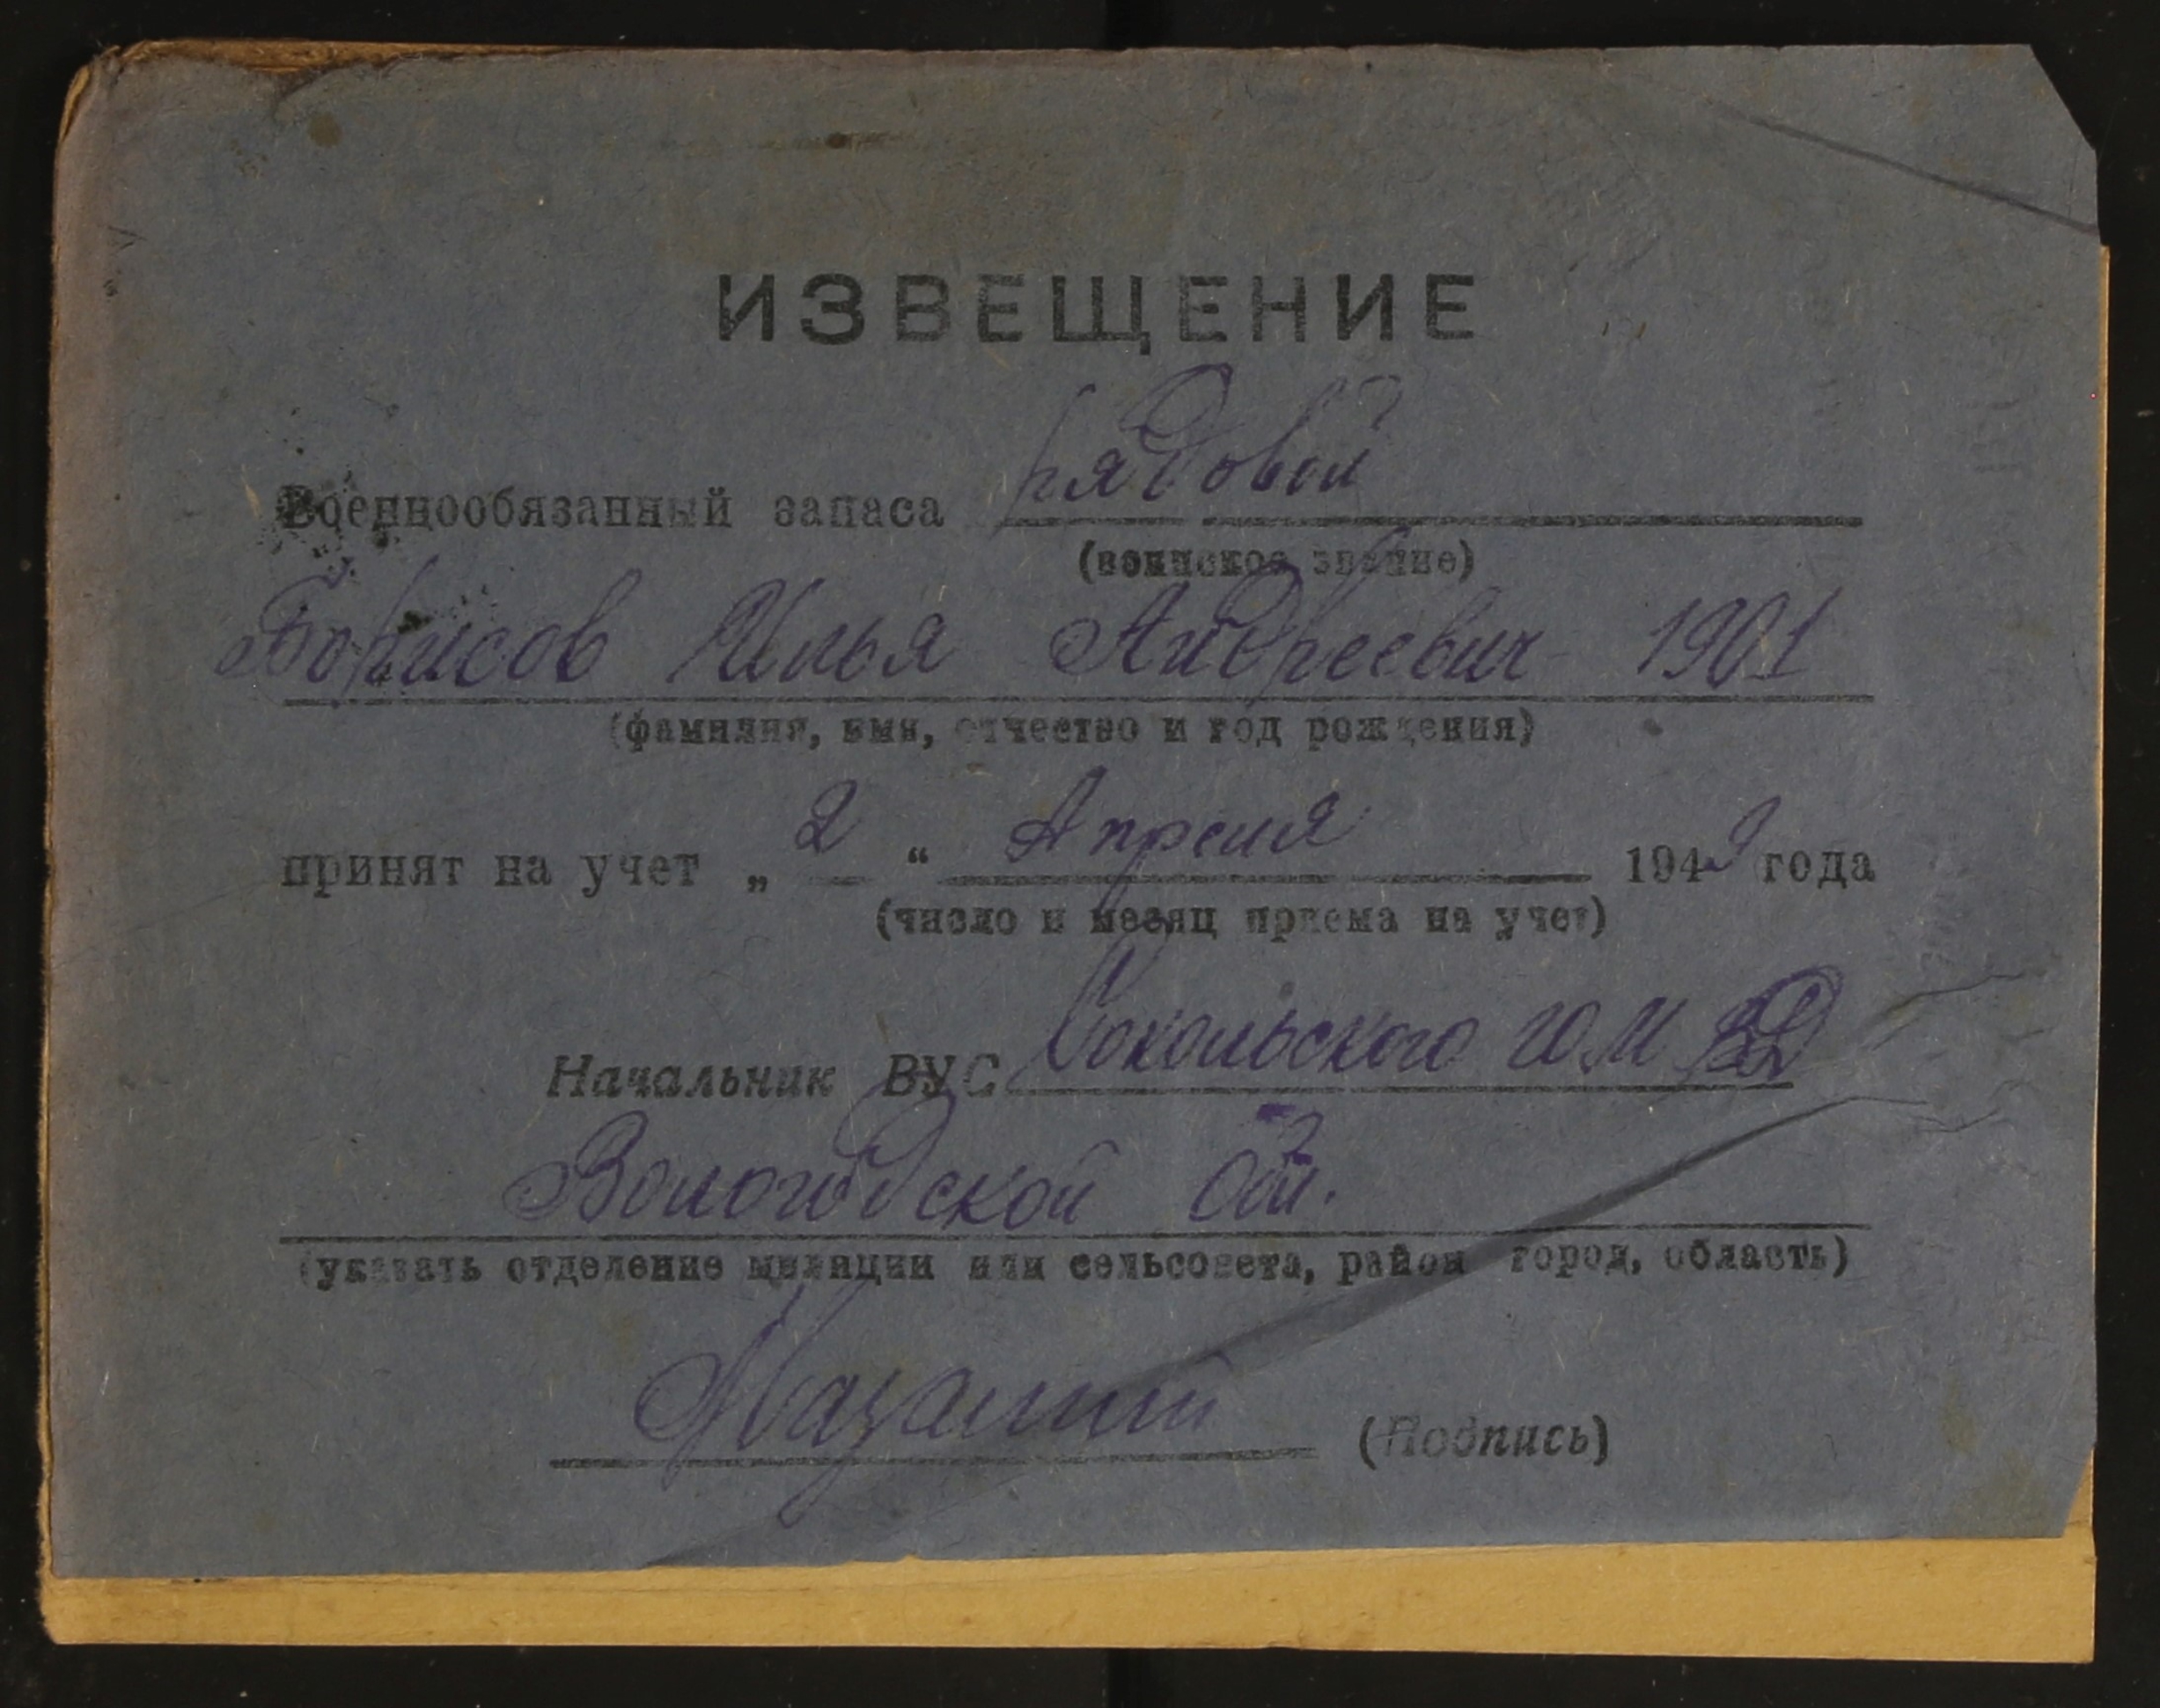 ИЗВЕЩЕНИЕ
Военнообязанный запаса рядовой
(воинское звание)
Борисов Илья Андреевич 1901
(фамилия, имя, отчество и год рождения)
принят на учет „ 2 “ Апреля 1949 года
(число и месяц приема на учет)
Начальник ВУС Сокольского ГОМВД
Вологодской обл.
(указать отделение милиции или сельсовета, район город, область)
(Подпись)